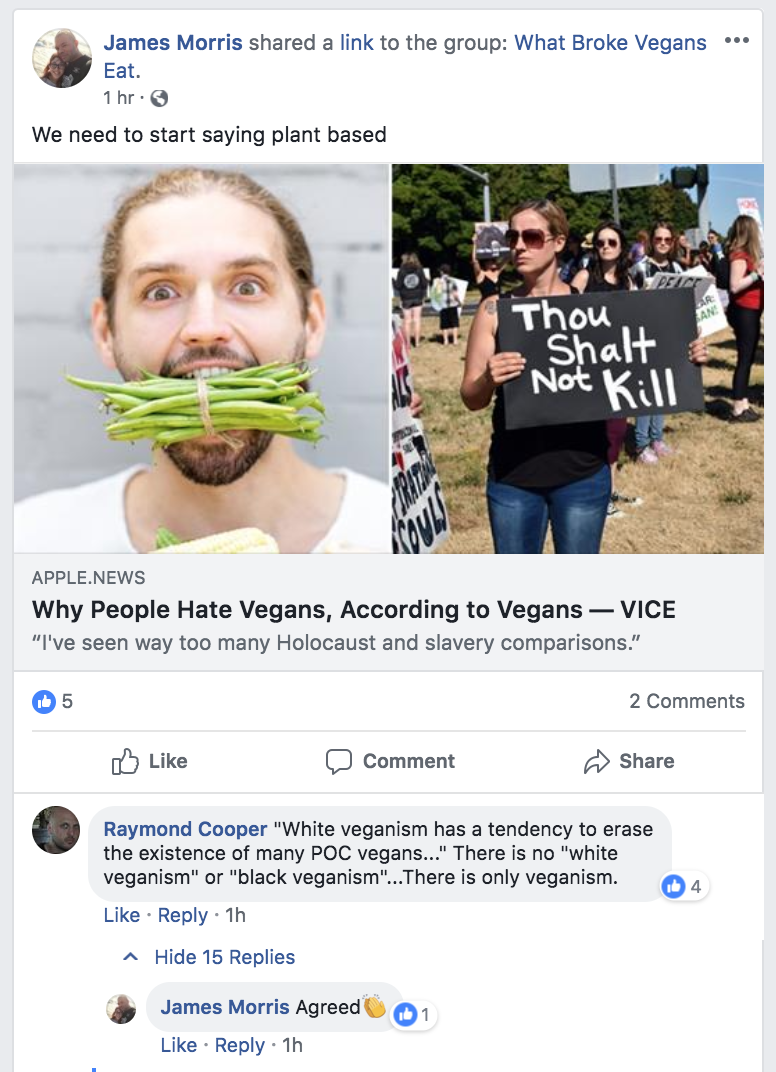 James Morris shared a link to the group: What Broke Vegans
Eat.
1 hr ·
We need to start saying plant based
Thou
Shalt
Not Kill
PEACE
APPLE.NEWS
Why People Hate Vegans, According to Vegans — VICE
“I've seen way too many Holocaust and slavery comparisons.”
5
2 Comments
Like
Comment
Share
Raymond Cooper "White veganism has a tendency to erase
the existence of many POC vegans..." There is no "white
veganism" or "black veganism"...There is only veganism.
4
Like · Reply · 1h
Hide 15 Replies
James Morris Agreed👏
1
Like · Reply · 1h